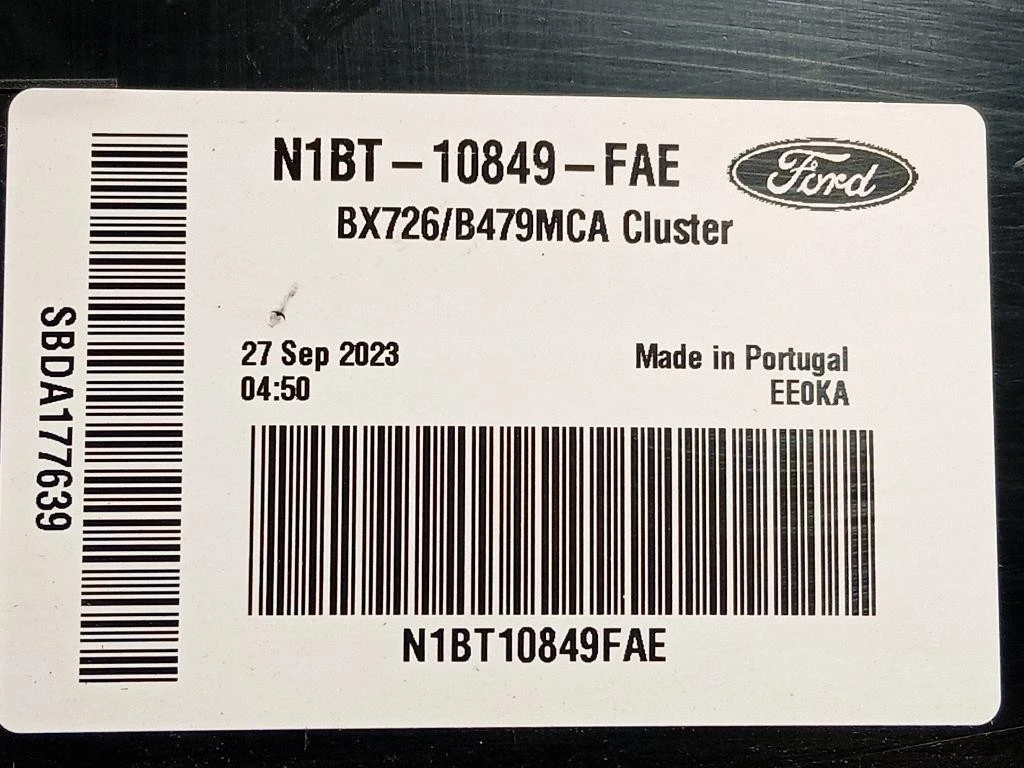 N1BT-10849-FAE
Ford
BX726/B479MCA Cluster
27 Sep 2023
Made in Portugal
04:50
EE0KA
SBDA177639
N1BT10849FAE